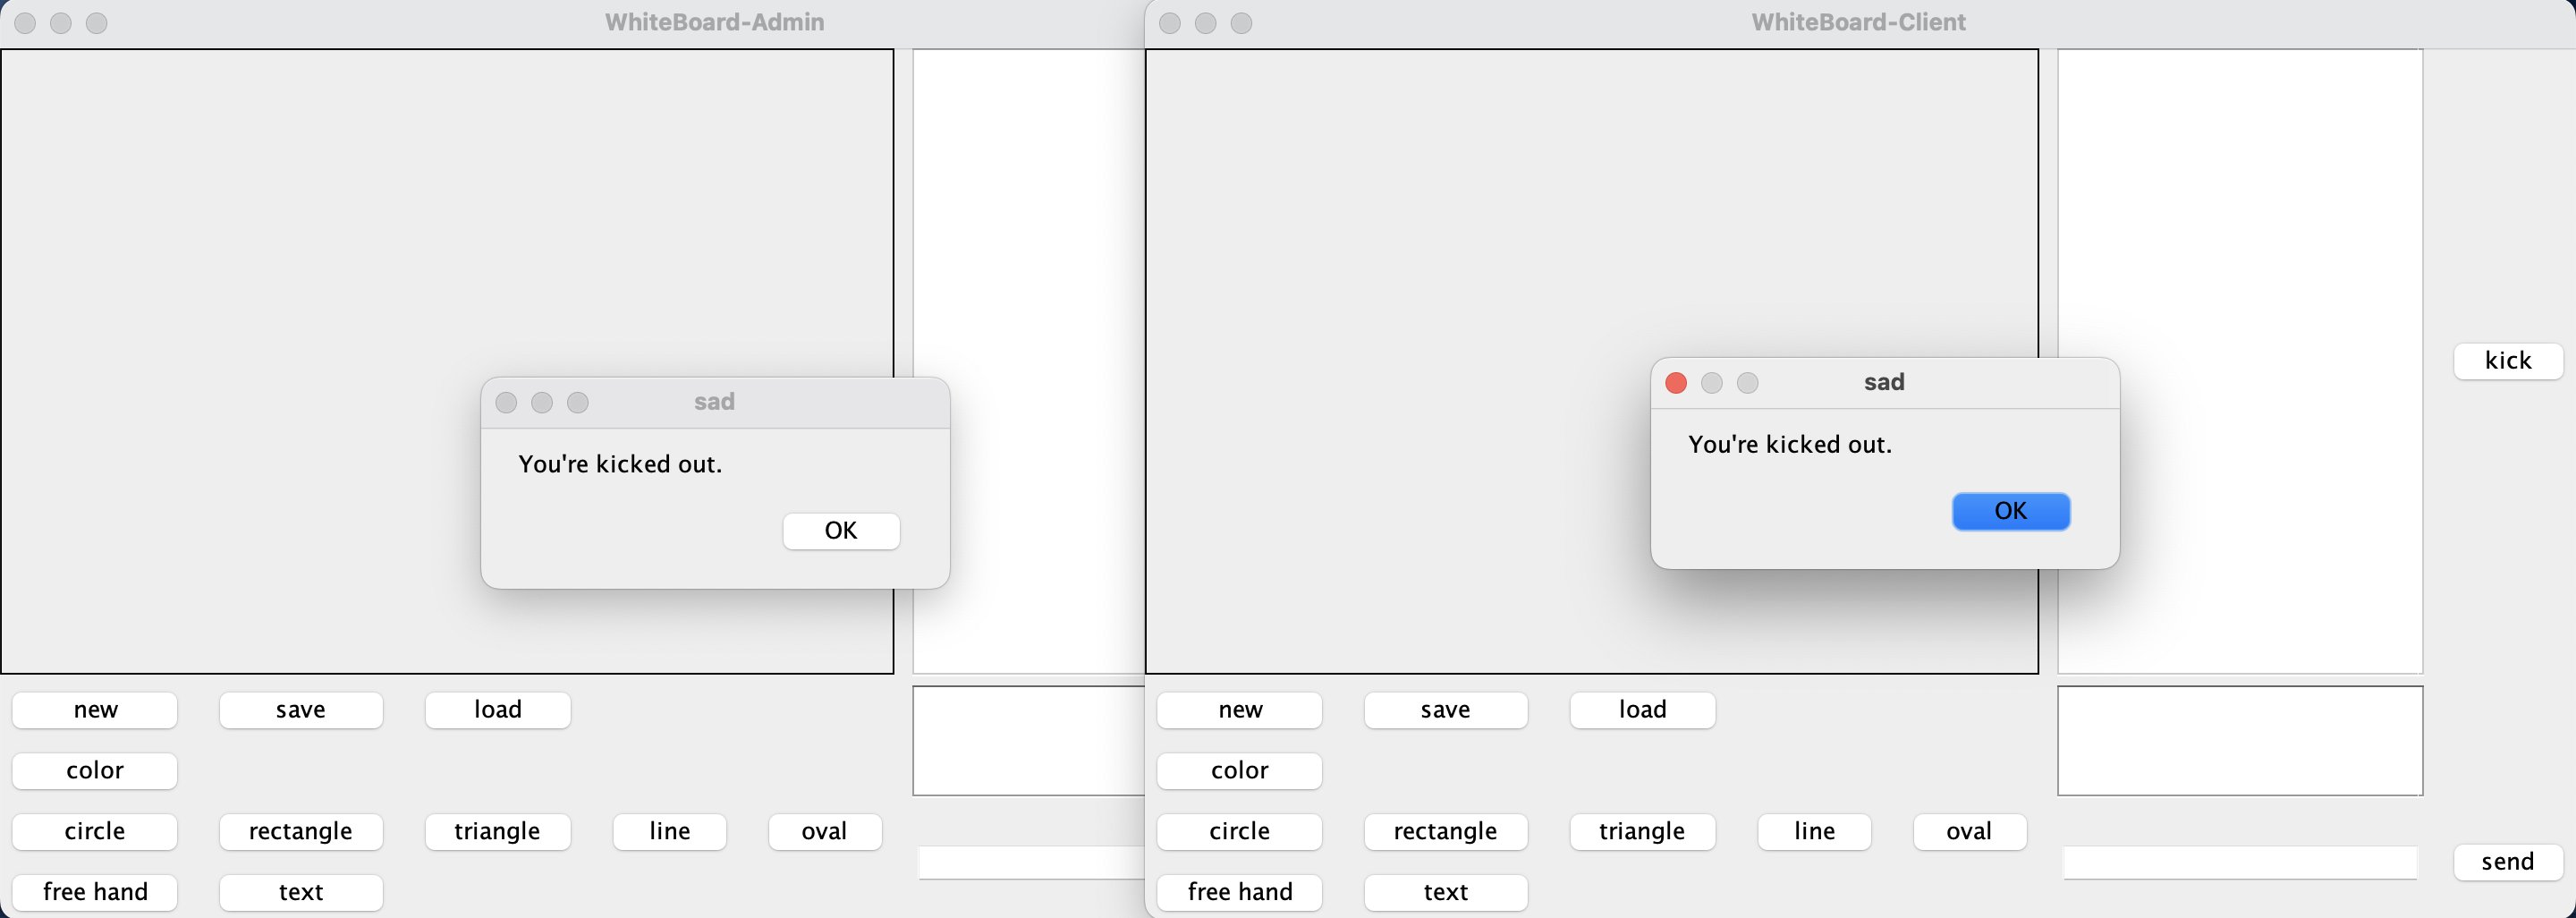 WhiteBoard-Admin
sad
You're kicked out.
OK
new save load
color
circle rectangle triangle line oval
free hand text
WhiteBoard-Client
sad
You're kicked out.
OK
kick
new save load
color
circle rectangle triangle line oval
send
free hand text